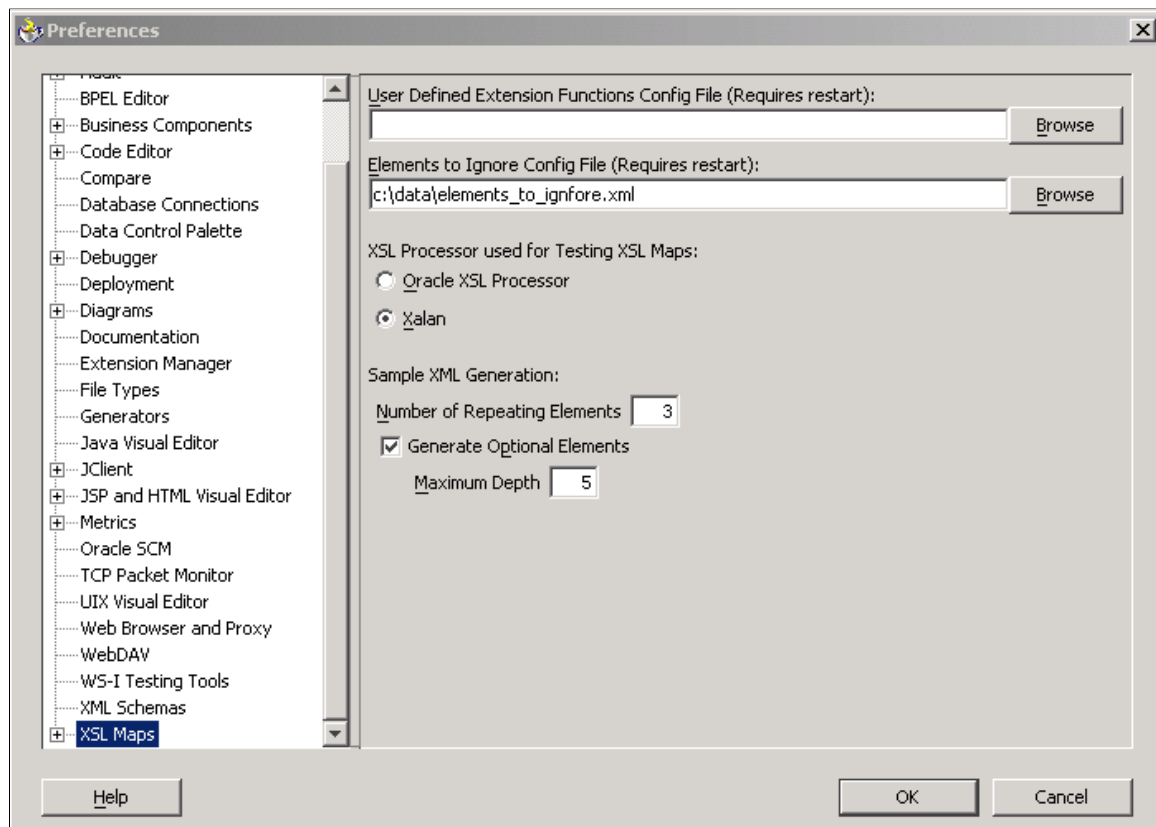 Preferences
BPEL Editor
Business Components
Code Editor
Compare
Database Connections
Data Control Palette
Debugger
Deployment
Diagrams
Documentation
Extension Manager
File Types
Generators
Java Visual Editor
JClient
JSP and HTML Visual Editor
Metrics
Oracle SCM
TCP Packet Monitor
UIX Visual Editor
Web Browser and Proxy
WebDAV
WS-I Testing Tools
XML Schemas
XSL Maps
User Defined Extension Functions Config File (Requires restart):
Browse
Elements to Ignore Config File (Requires restart):
c:\data\elements_to_ignfore.xml
Browse
XSL Processor used for Testing XSL Maps:
Oracle XSL Processor
Xalan
Sample XML Generation:
Number of Repeating Elements 3
Generate Optional Elements
Maximum Depth 5
Help
OK
Cancel